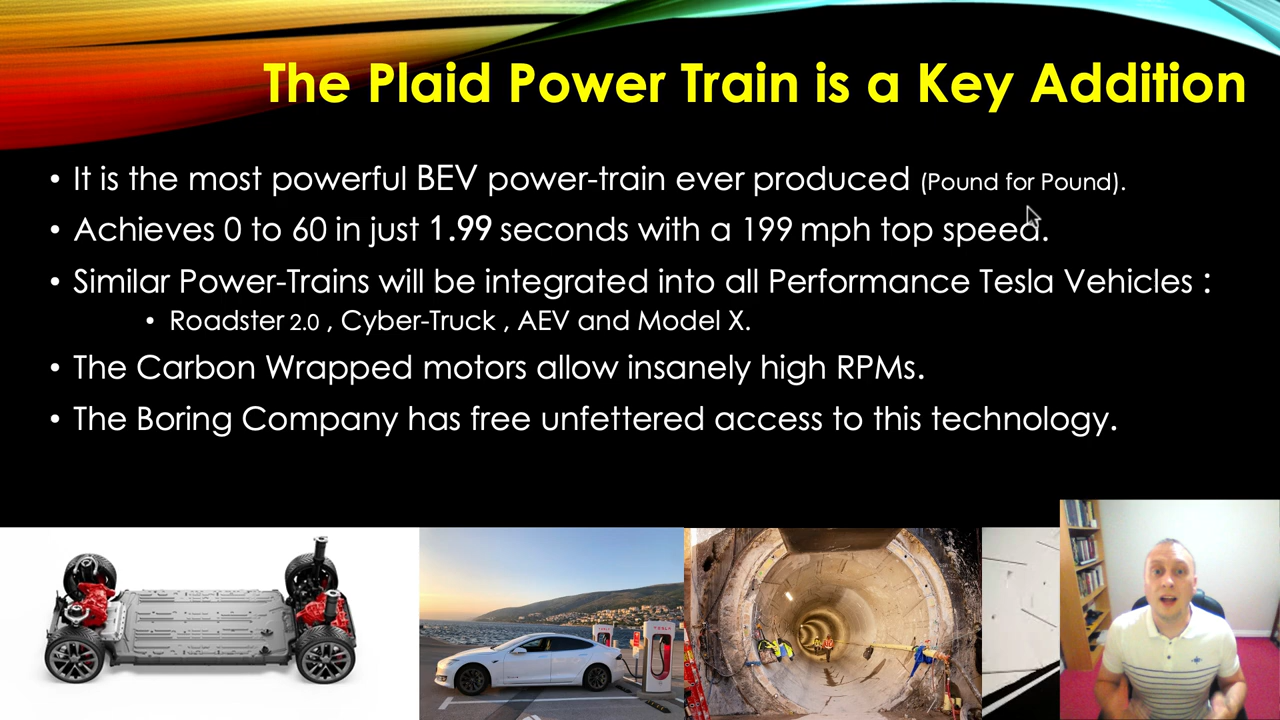 The Plaid Power Train is a Key Addition
• It is the most powerful BEV power-train ever produced (Pound for Pound).
• Achieves 0 to 60 in just 1.99 seconds with a 199 mph top speed.
• Similar Power-Trains will be integrated into all Performance Tesla Vehicles :
• Roadster 2.0 , Cyber-Truck , AEV and Model X.
• The Carbon Wrapped motors allow insanely high RPMs.
• The Boring Company has free unfettered access to this technology.